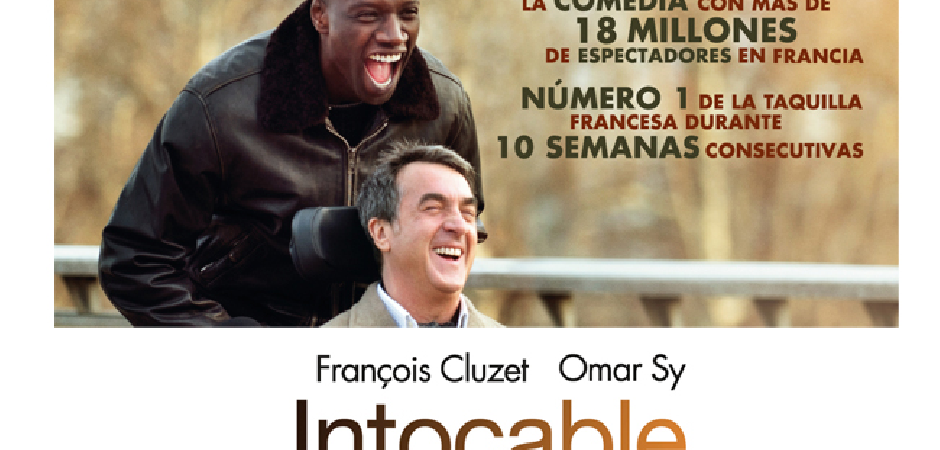 LA COMEDIA CON MÁS DE
18 MILLONES
DE ESPECTADORES EN FRANCIA
NÚMERO 1 DE LA TAQUILLA
FRANCESA DURANTE
10 SEMANAS CONSECUTIVAS
François Cluzet Omar Sy
Intocable